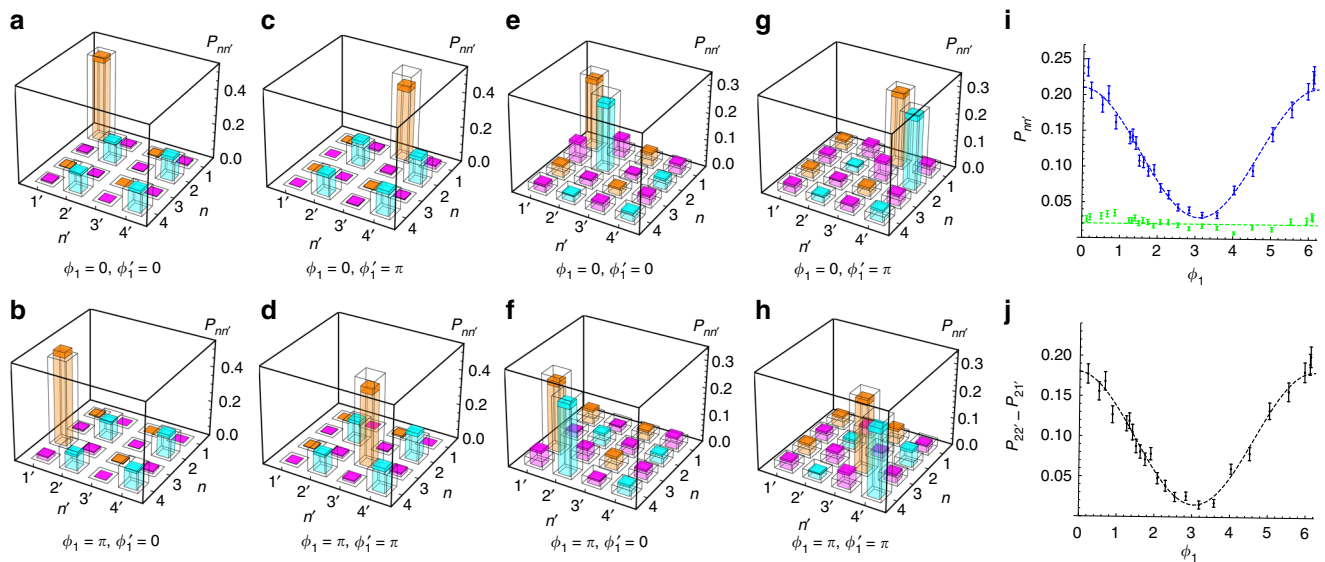 a
P_{nn′}
0.4
0.2
0.0
1
2
3
4
n
1′
2′
3′
4′
n′
ϕ_1 = 0, ϕ_1′ = 0
c
P_{nn′}
0.4
0.2
0.0
1
2
3
4
n
1′
2′
3′
4′
n′
ϕ_1 = 0, ϕ_1′ = π
e
P_{nn′}
0.3
0.2
0.1
0.0
1
2
3
4
n
1′
2′
3′
4′
n′
ϕ_1 = 0, ϕ_1′ = 0
g
P_{nn′}
0.3
0.2
0.1
0.0
1
2
3
4
n
1′
2′
3′
4′
n′
ϕ_1 = 0, ϕ_1′ = π
i
P_{nn′}
0.25
0.20
0.15
0.10
0.05
0 1 2 3 4 5 6
ϕ_1
b
P_{nn′}
0.4
0.2
0.0
1
2
3
4
n
1′
2′
3′
4′
n′
ϕ_1 = π, ϕ_1′ = 0
d
P_{nn′}
0.4
0.2
0.0
1
2
3
4
n
1′
2′
3′
4′
n′
ϕ_1 = π, ϕ_1′ = π
f
P_{nn′}
0.3
0.2
0.1
0.0
1
2
3
4
n
1′
2′
3′
4′
n′
ϕ_1 = π, ϕ_1′ = 0
h
P_{nn′}
0.3
0.2
0.1
0.0
1
2
3
4
n
1′
2′
3′
4′
n′
ϕ_1 = π, ϕ_1′ = π
j
P_{22′} – P_{21′}
0.20
0.15
0.10
0.05
0 1 2 3 4 5 6
ϕ_1